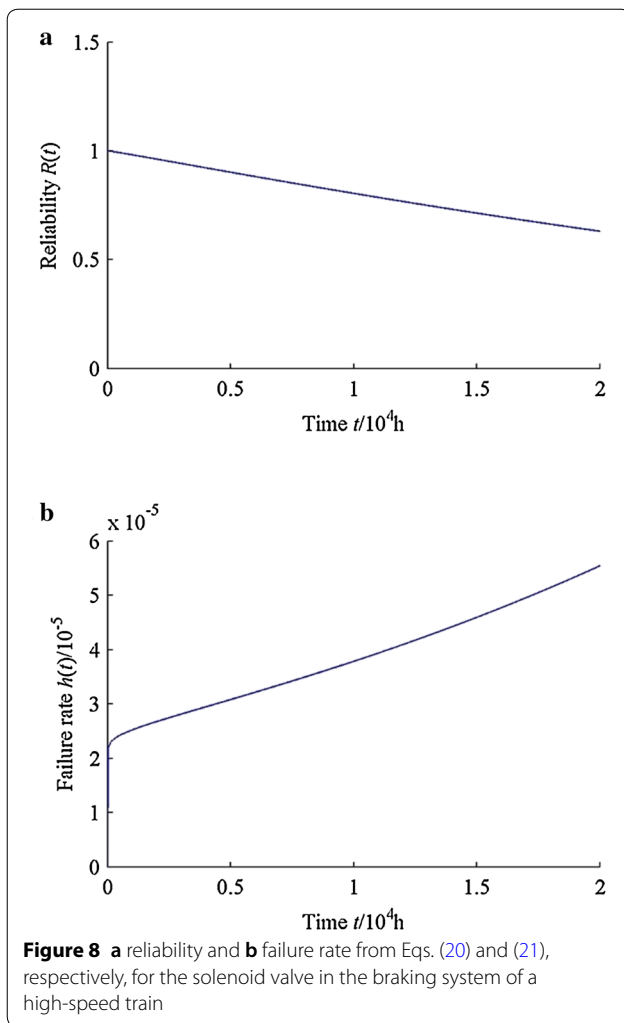 a
1.5
1
0.5
0
Reliability R(t)
0 0.5 1 1.5 2
Time t/10⁴h
b
x 10⁻⁵
6
5
4
3
2
1
0
Failure rate h(t)/10⁻⁵
0 0.5 1 1.5 2
Time t/10⁴h
Figure 8 a reliability and b failure rate from Eqs. (20) and (21),
respectively, for the solenoid valve in the braking system of a
high-speed train